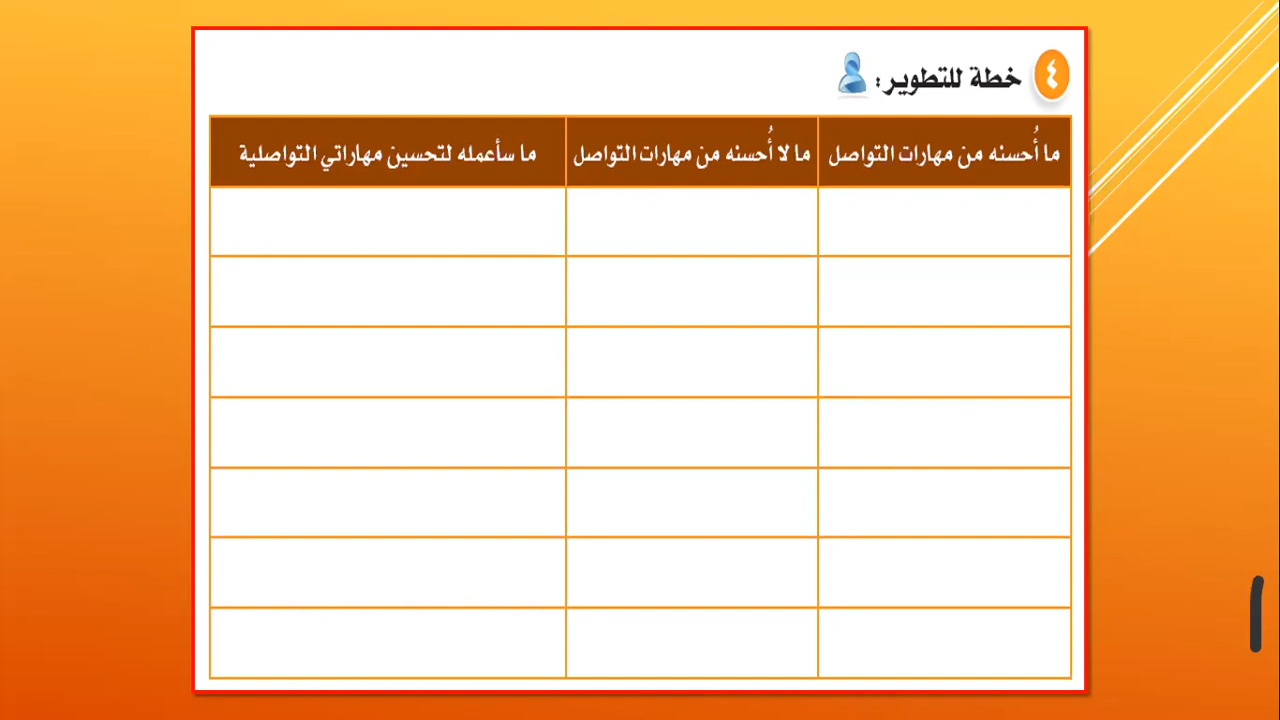 ٤ خطة للتطوير:
ما أُحسنه من مهارات التواصل
ما لا أُحسنه من مهارات التواصل
ما سأعمله لتحسين مهاراتي التواصلية
١